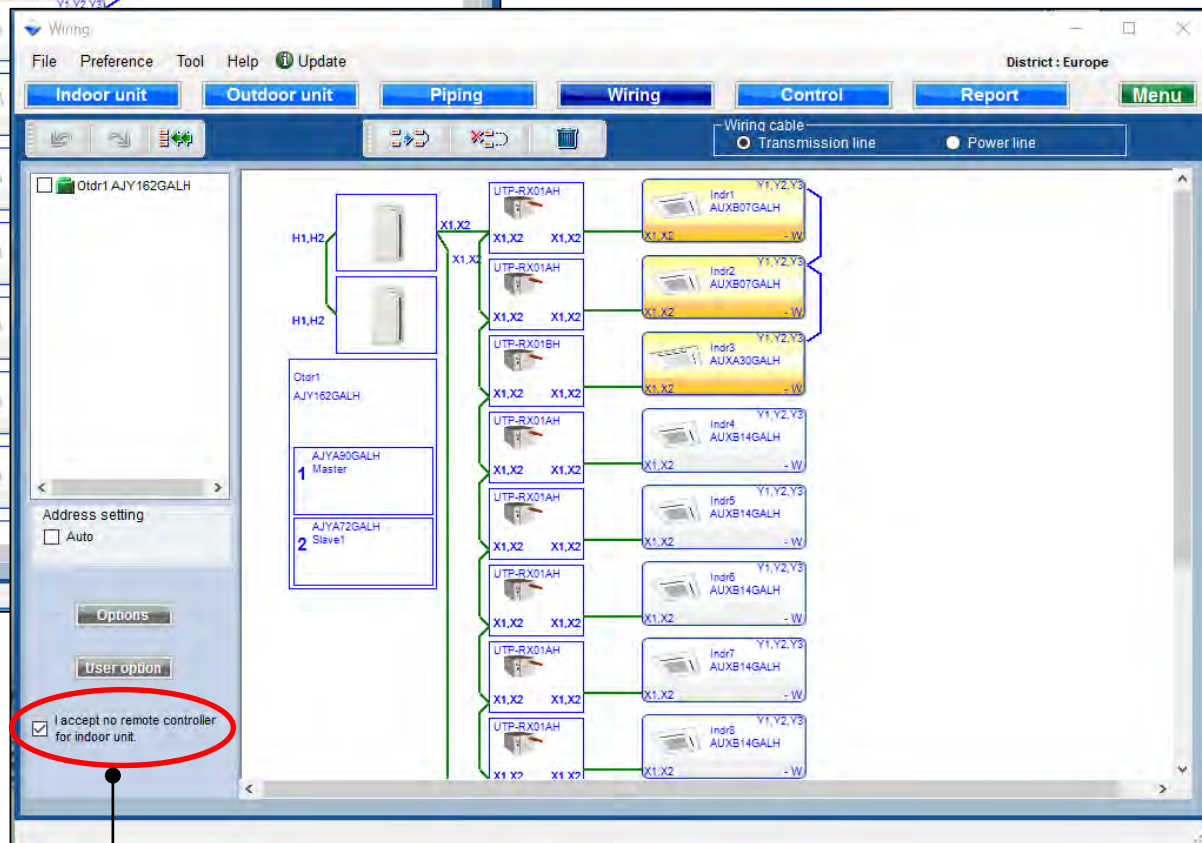 Y1,Y2,Y3
Wiring
File Preference Tool Help Update
District : Europe
Indoor unit Outdoor unit Piping Wiring Control Report Menu
Wiring cable
Transmission line Power line
Otdr1 AJY162GALH
Address setting
Auto
Options
User option
I accept no remote controller
for indoor unit.
H1,H2
X1,X2
X1,X2
H1,H2
Otdr1
AJY162GALH
AJYA90GALH
1 Master
AJYA72GALH
2 Slave1
UTP-RX01AH
X1,X2 X1,X2
Y1,Y2,Y3
Indr1
AUXB07GALH
X1,X2 - W
UTP-RX01AH
X1,X2 X1,X2
Y1,Y2,Y3
Indr2
AUXB07GALH
X1,X2 - W
UTP-RX01BH
X1,X2 X1,X2
Y1,Y2,Y3
Indr3
AUXA30GALH
X1,X2 - W
UTP-RX01AH
X1,X2 X1,X2
Y1,Y2,Y3
Indr4
AUXB14GALH
X1,X2 - W
UTP-RX01AH
X1,X2 X1,X2
Y1,Y2,Y3
Indr5
AUXB14GALH
X1,X2 - W
UTP-RX01AH
X1,X2 X1,X2
Y1,Y2,Y3
Indr6
AUXB14GALH
X1,X2 - W
UTP-RX01AH
X1,X2 X1,X2
Y1,Y2,Y3
Indr7
AUXB14GALH
X1,X2 - W
UTP-RX01AH
X1,X2 X1,X2
Y1,Y2,Y3
Indr8
AUXB14GALH
X1,X2 - W